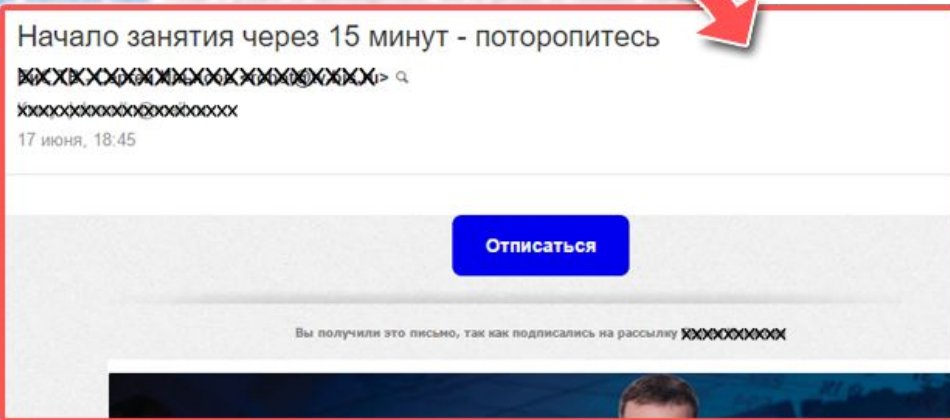 Начало занятия через 15 минут - поторопитесь
17 июня, 18:45
Отписаться
Вы получили это письмо, так как подписались на рассылку